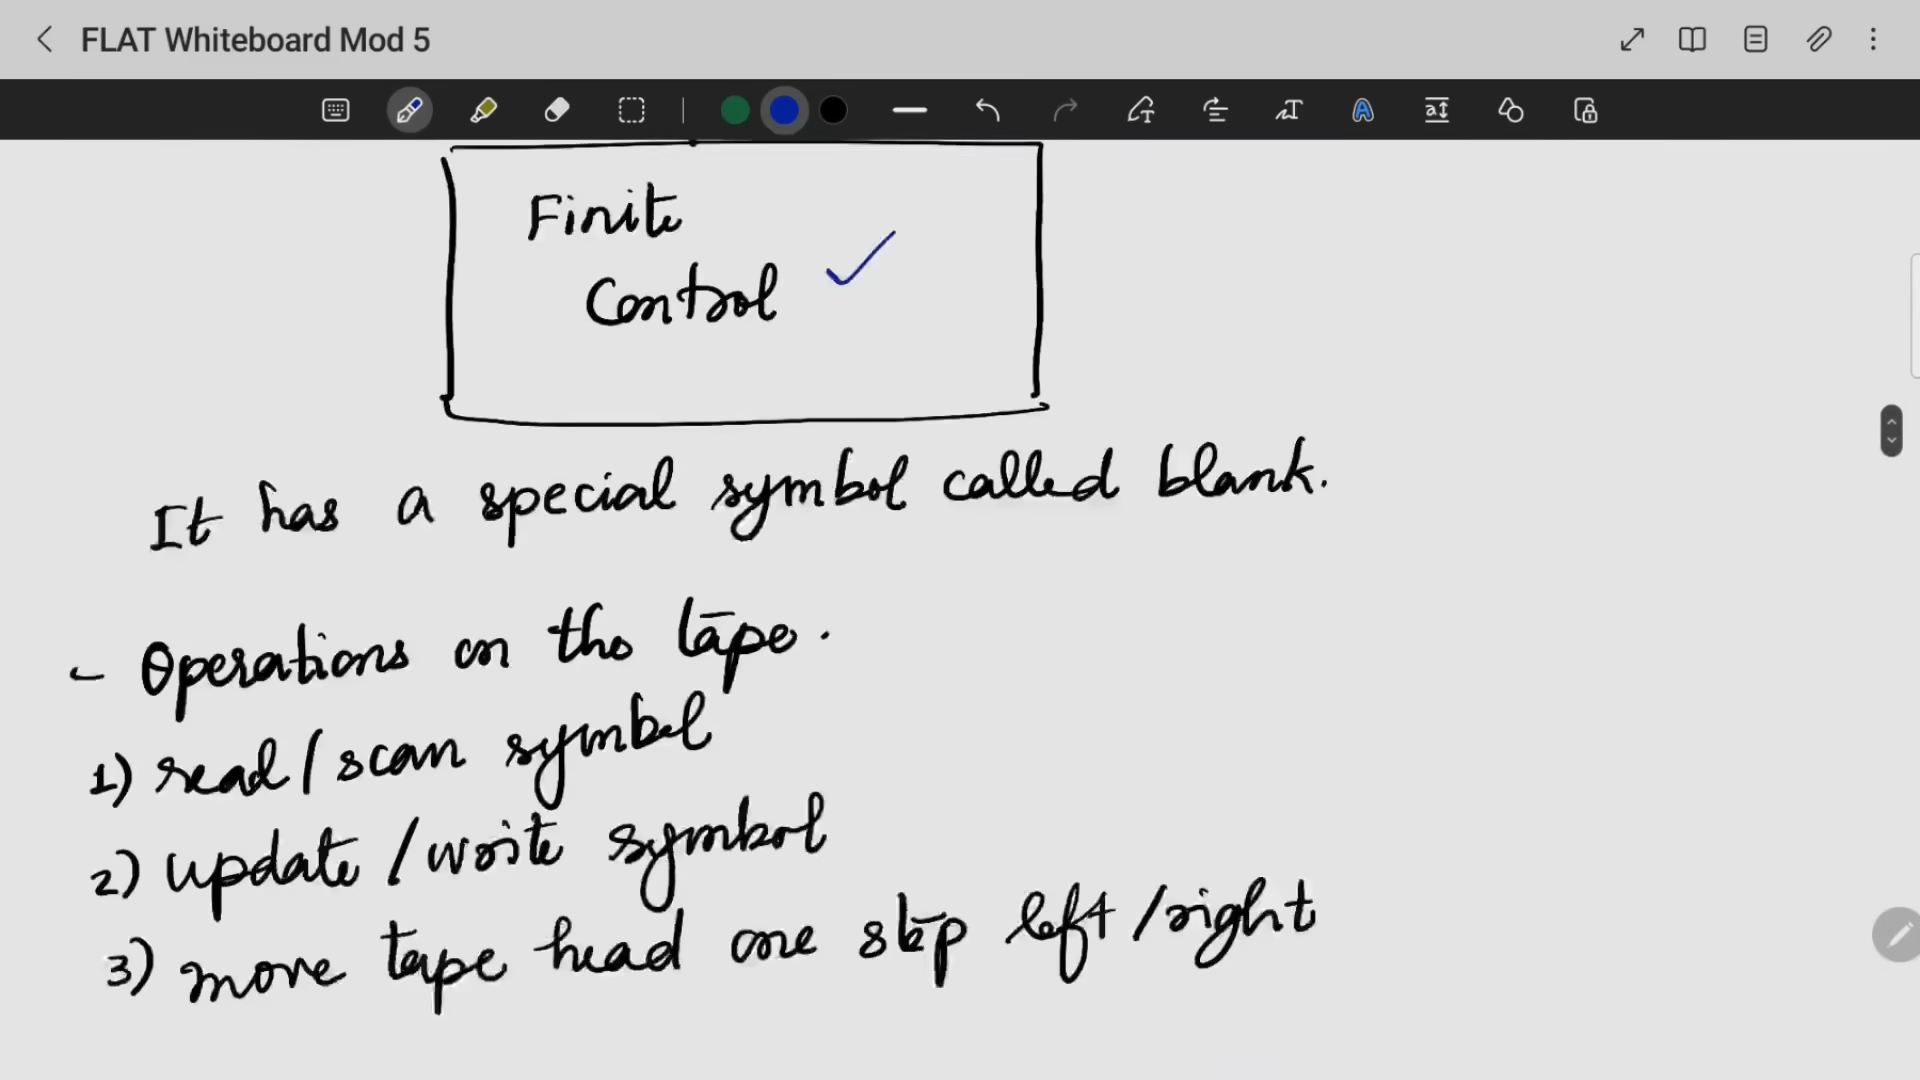 FLAT Whiteboard Mod 5
Finite
Control
It has a special symbol called blank.
- Operations on the tape.
1) read/scan symbol
2) update/write symbol
3) move tape head one step left/right